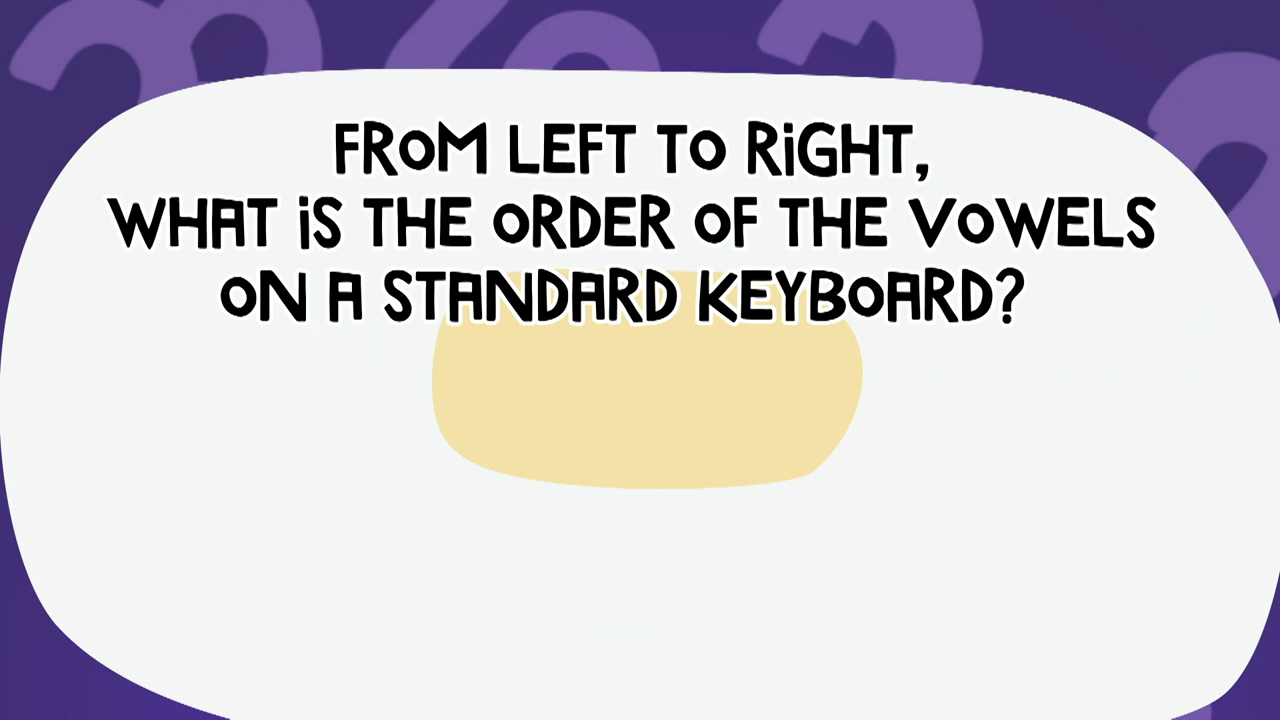 FROM LEFT TO RiGHT,
WHAT iS THE ORDER OF THE VOWELS
ON A STANDARD KEYBOARD?